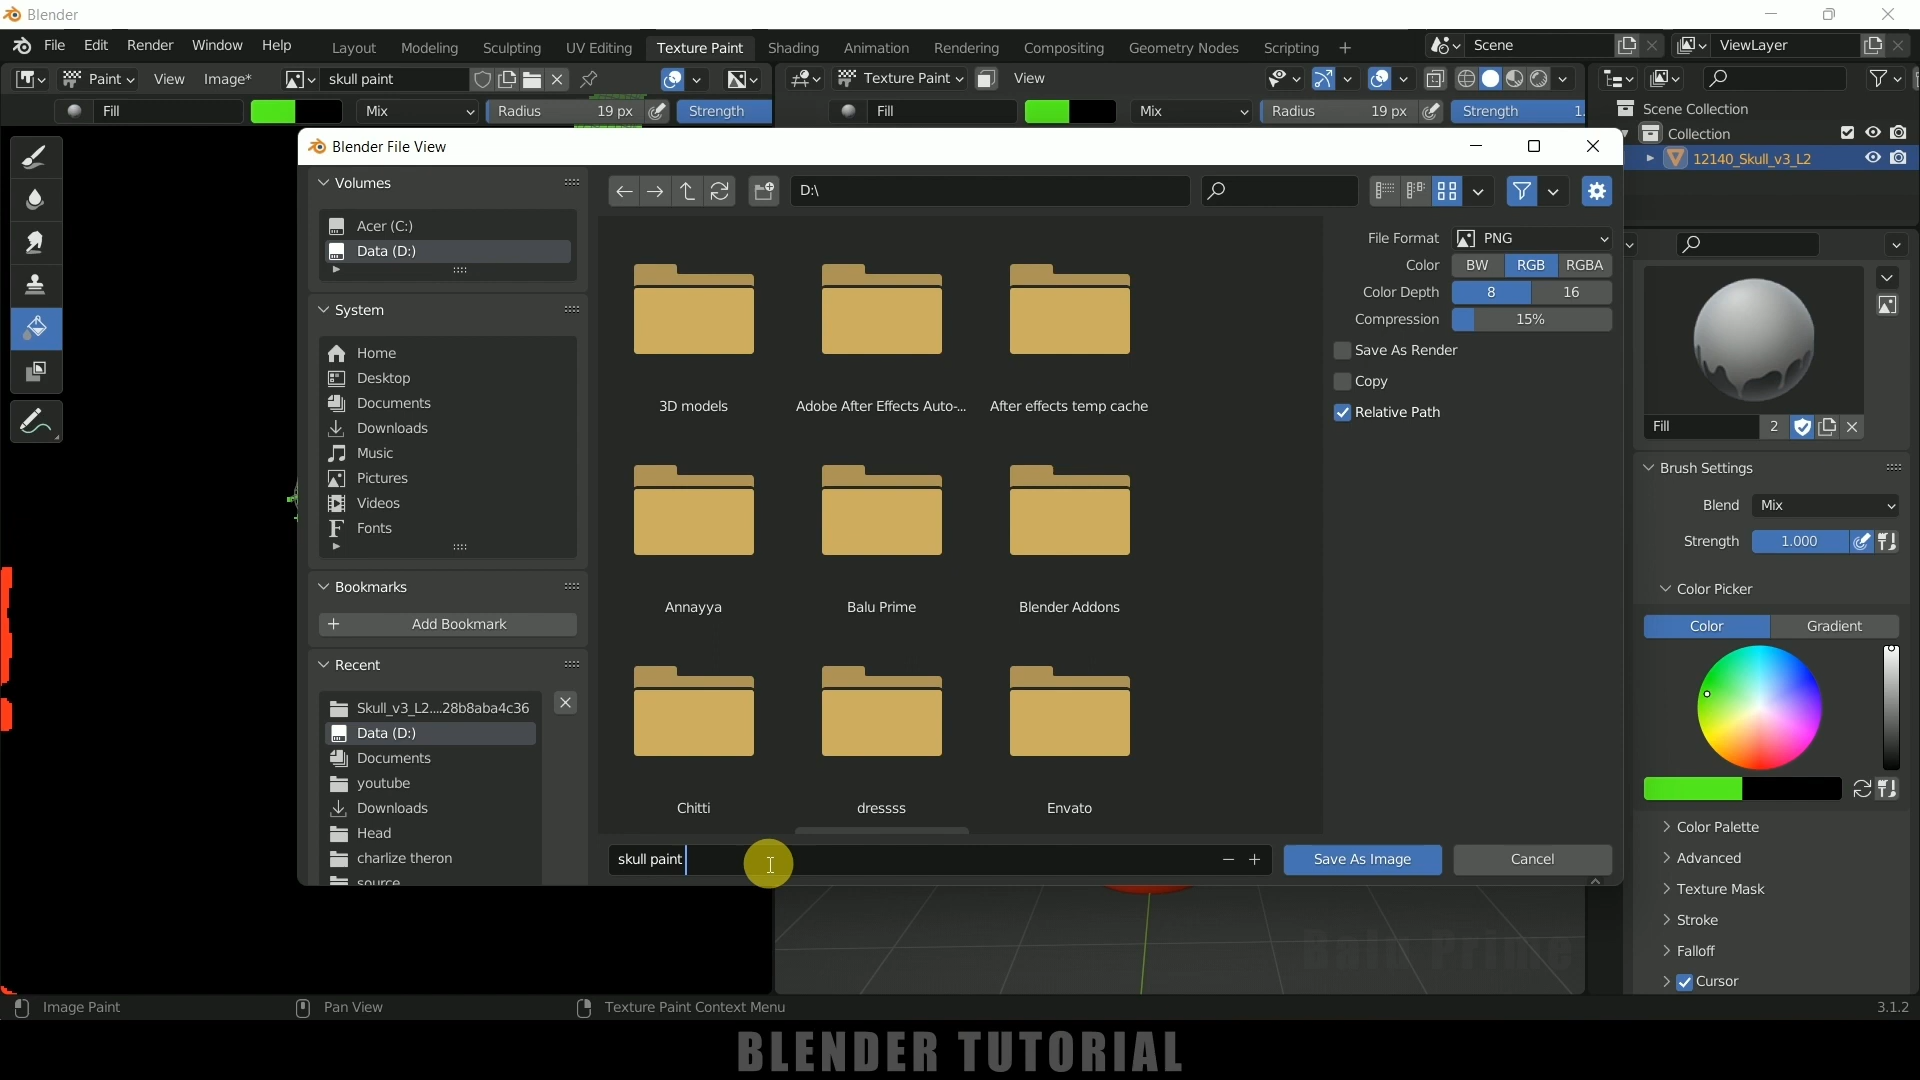 Blender
File Edit Render Window Help Layout Modeling Sculpting UV Editing Texture Paint Shading Animation Rendering Compositing Geometry Nodes Scripting + Scene ViewLayer
Paint View Image* skull paint Texture Paint View
Fill Mix Radius 19 px Strength Fill Mix Radius 19 px Strength 1.
Scene Collection
Collection
12140_Skull_v3_L2
Blender File View
Volumes
Acer (C:)
Data (D:)
System
Home
Desktop
Documents
Downloads
Music
Pictures
Videos
Fonts
Bookmarks
+ Add Bookmark
Recent
Skull_v3_L2....28b8aba4c36
Data (D:)
Documents
youtube
Downloads
Head
charlize theron
source
D:\
3D models Adobe After Effects Auto-... After effects temp cache
Annayya Balu Prime Blender Addons
Chitti dressss Envato
skull paint
Save As Image Cancel
File Format PNG
Color BW RGB RGBA
Color Depth 8 16
Compression 15%
Save As Render
Copy
Relative Path
Fill 2
Brush Settings
Blend Mix
Strength 1.000
Color Picker
Color Gradient
Color Palette
Advanced
Texture Mask
Stroke
Falloff
Cursor
Balu Prime
Image Paint Pan View Texture Paint Context Menu 3.1.2
BLENDER TUTORIAL